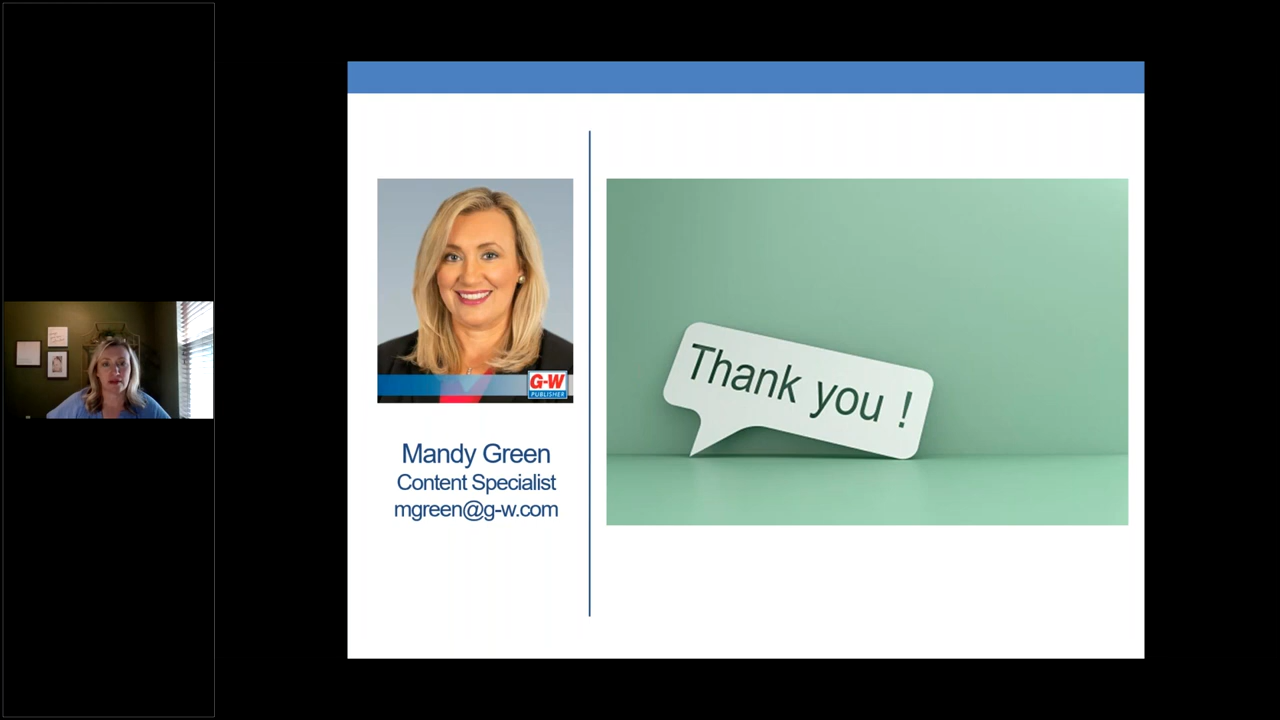 G-W
PUBLISHER
Mandy Green
Content Specialist
mgreen@g-w.com
Thank you !